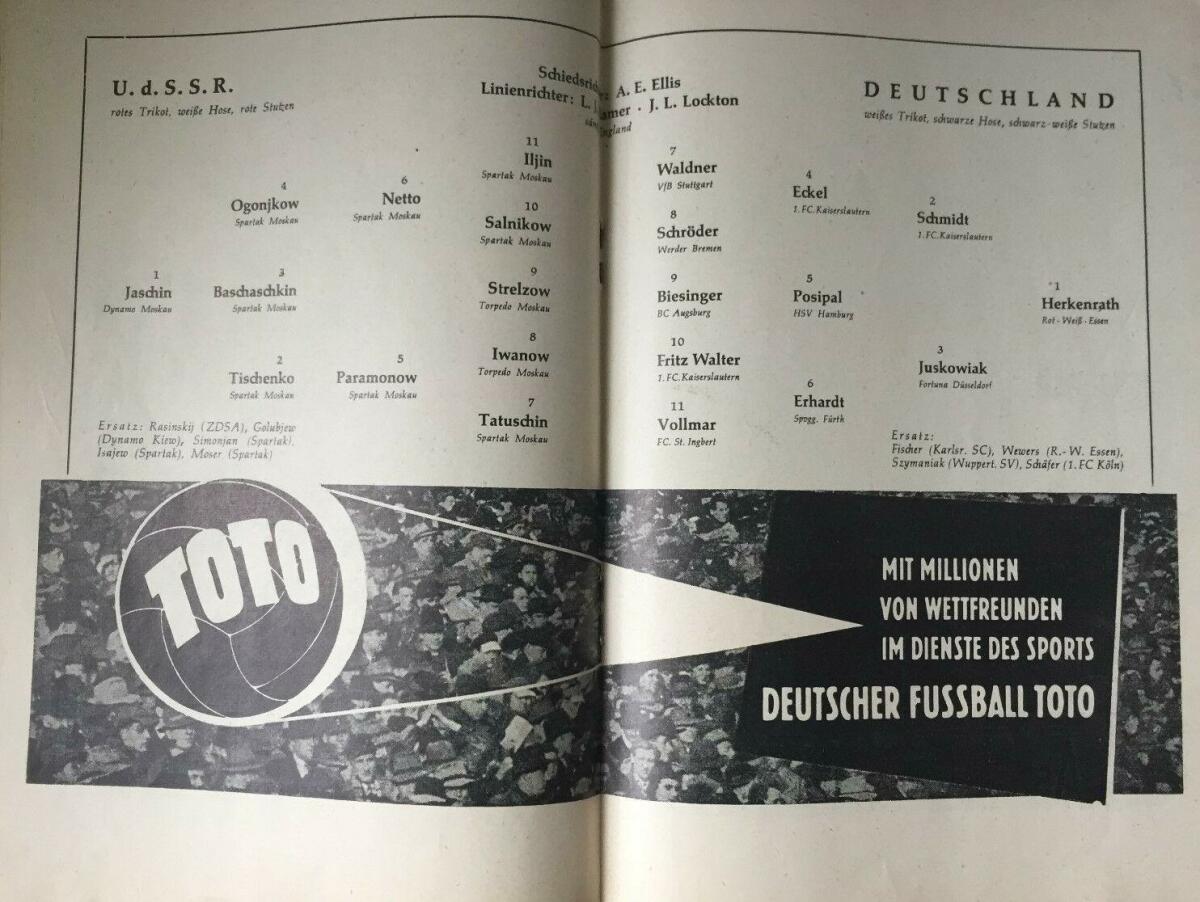 U. d. S. S. R.
rotes Trikot, weiße Hose, rote Stutzen
A. E. Ellis
Linienrichter: L. J. L. Lockton
DEUTSCHLAND
weißes Trikot, schwarze Hose, schwarz-weiße Stutzen
11
Iljin
Spartak Moskau
4
Ogonjkow
Spartak Moskau
6
Netto
Spartak Moskau
10
Salnikow
Spartak Moskau
1
Jaschin
Dynamo Moskau
3
Baschaschkin
Spartak Moskau
9
Strelzow
Torpedo Moskau
8
Iwanow
Torpedo Moskau
2
Tischenko
Spartak Moskau
5
Paramonow
Spartak Moskau
7
Tatuschin
Spartak Moskau
Ersatz: Rasinskij (ZDSA), Golubjew
(Dynamo Kiew), Simonjan (Spartak),
Isajew (Spartak), Moser (Spartak)
7
Waldner
VfB Stuttgart
4
Eckel
1. FC. Kaiserslautern
2
Schmidt
1. FC. Kaiserslautern
8
Schröder
Werder Bremen
9
Biesinger
BC Augsburg
5
Posipal
HSV Hamburg
1
Herkenrath
Rot - Weiß - Essen
10
Fritz Walter
1. FC. Kaiserslautern
3
Juskowiak
Fortuna Düsseldorf
6
Erhardt
Spvgg. Fürth
11
Vollmar
FC. St. Ingbert
Ersatz:
Fischer (Karlsr. SC), Wewers (R.- W. Essen),
Szymaniak (Wuppert. SV), Schäfer (1. FC Köln)
TOTO
MIT MILLIONEN
VON WETTFREUNDEN
IM DIENSTE DES SPORTS
DEUTSCHER FUSSBALL TOTO